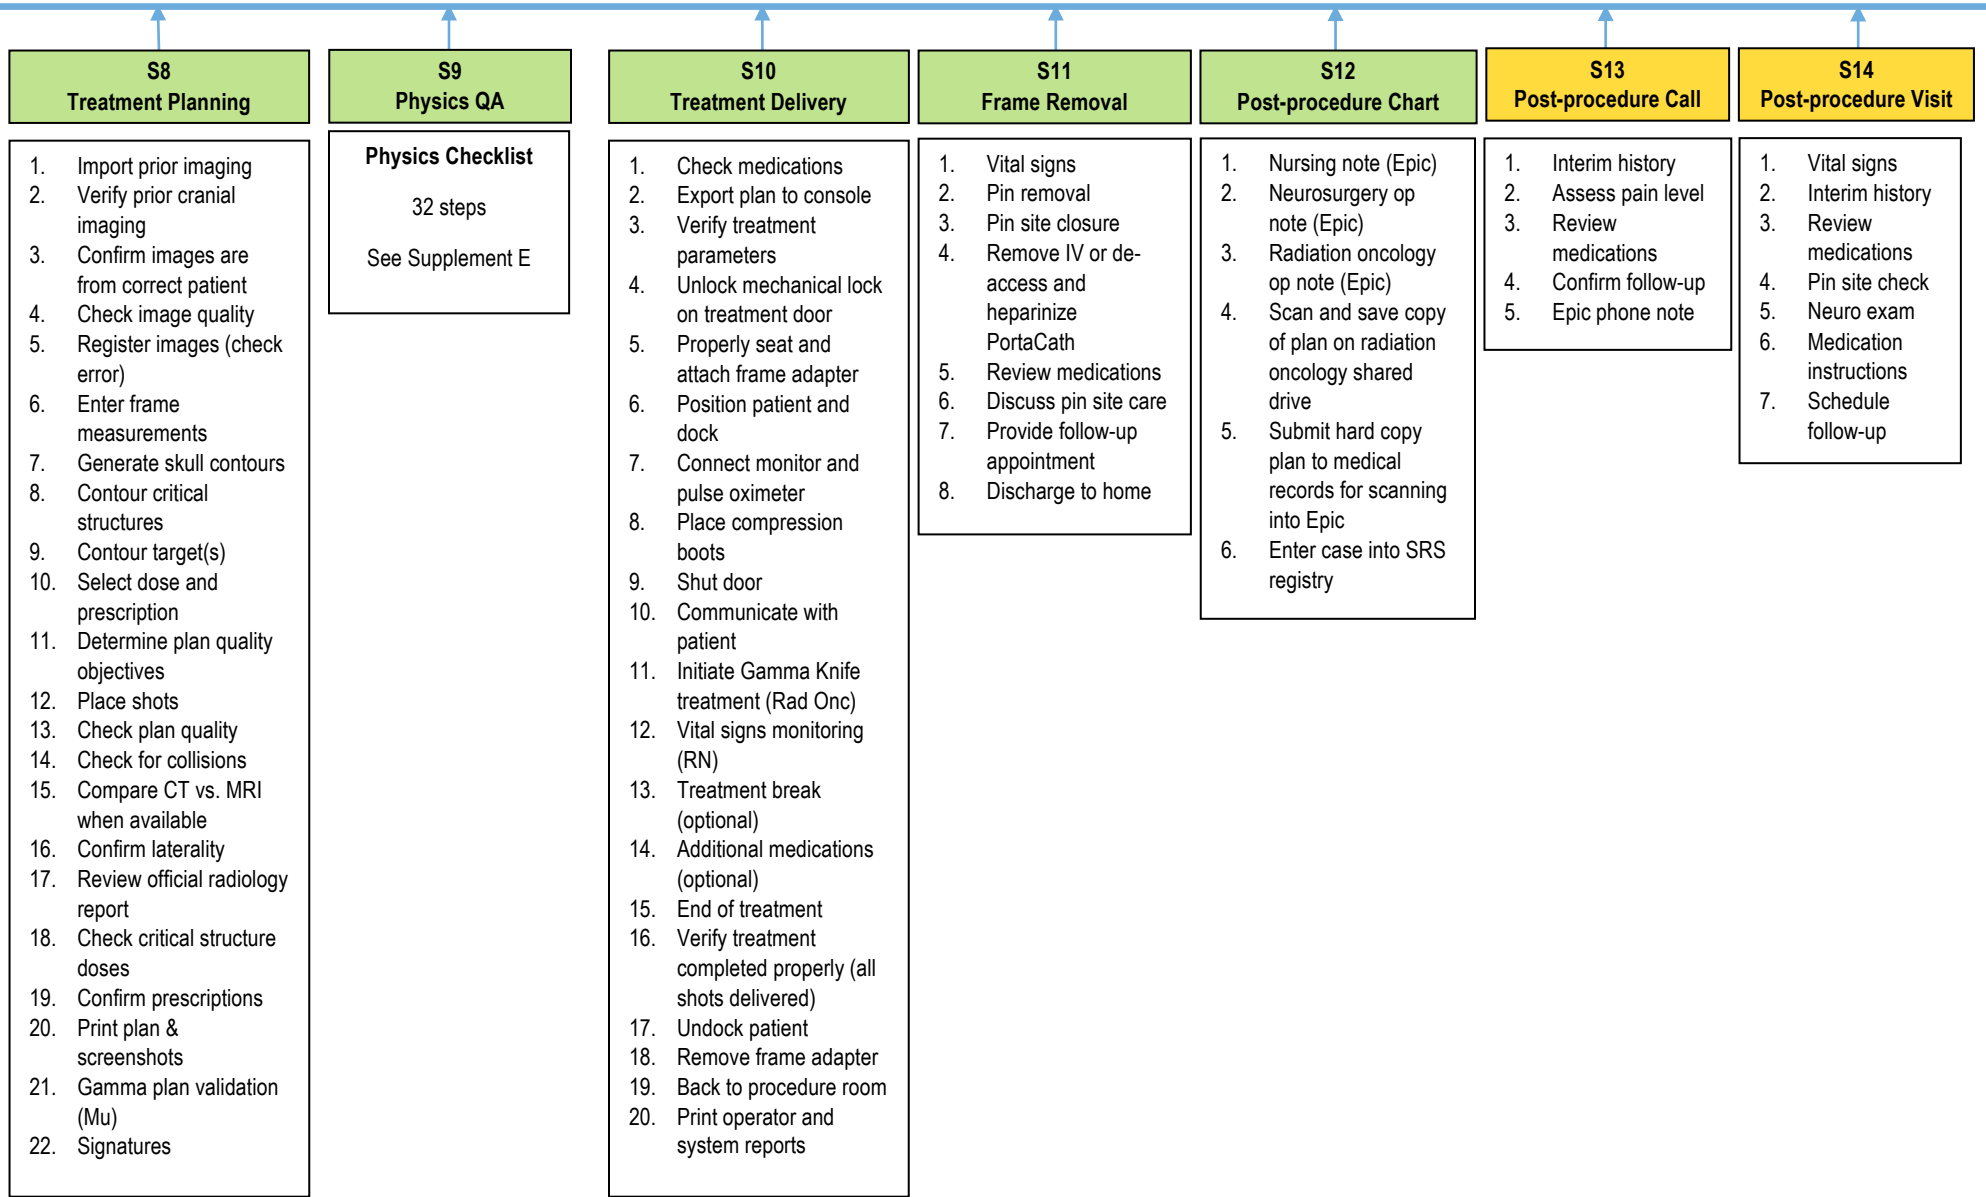 S8
Treatment Planning
1. Import prior imaging
2. Verify prior cranial
imaging
3. Confirm images are
from correct patient
4. Check image quality
5. Register images (check
error)
6. Enter frame
measurements
7. Generate skull contours
8. Contour critical
structures
9. Contour target(s)
10. Select dose and
prescription
11. Determine plan quality
objectives
12. Place shots
13. Check plan quality
14. Check for collisions
15. Compare CT vs. MRI
when available
16. Confirm laterality
17. Review official radiology
report
18. Check critical structure
doses
19. Confirm prescriptions
20. Print plan &
screenshots
21. Gamma plan validation
(Mu)
22. Signatures
S9
Physics QA
Physics Checklist
32 steps
See Supplement E
S10
Treatment Delivery
1. Check medications
2. Export plan to console
3. Verify treatment
parameters
4. Unlock mechanical lock
on treatment door
5. Properly seat and
attach frame adapter
6. Position patient and
dock
7. Connect monitor and
pulse oximeter
8. Place compression
boots
9. Shut door
10. Communicate with
patient
11. Initiate Gamma Knife
treatment (Rad Onc)
12. Vital signs monitoring
(RN)
13. Treatment break
(optional)
14. Additional medications
(optional)
15. End of treatment
16. Verify treatment
completed properly (all
shots delivered)
17. Undock patient
18. Remove frame adapter
19. Back to procedure room
20. Print operator and
system reports
S11
Frame Removal
1. Vital signs
2. Pin removal
3. Pin site closure
4. Remove IV or de-
access and
heparinize
PortaCath
5. Review medications
6. Discuss pin site care
7. Provide follow-up
appointment
8. Discharge to home
S12
Post-procedure Chart
1. Nursing note (Epic)
2. Neurosurgery op
note (Epic)
3. Radiation oncology
op note (Epic)
4. Scan and save copy
of plan on radiation
oncology shared
drive
5. Submit hard copy
plan to medical
records for scanning
into Epic
6. Enter case into SRS
registry
S13
Post-procedure Call
1. Interim history
2. Assess pain level
3. Review
medications
4. Confirm follow-up
5. Epic phone note
S14
Post-procedure Visit
1. Vital signs
2. Interim history
3. Review
medications
4. Pin site check
5. Neuro exam
6. Medication
instructions
7. Schedule
follow-up